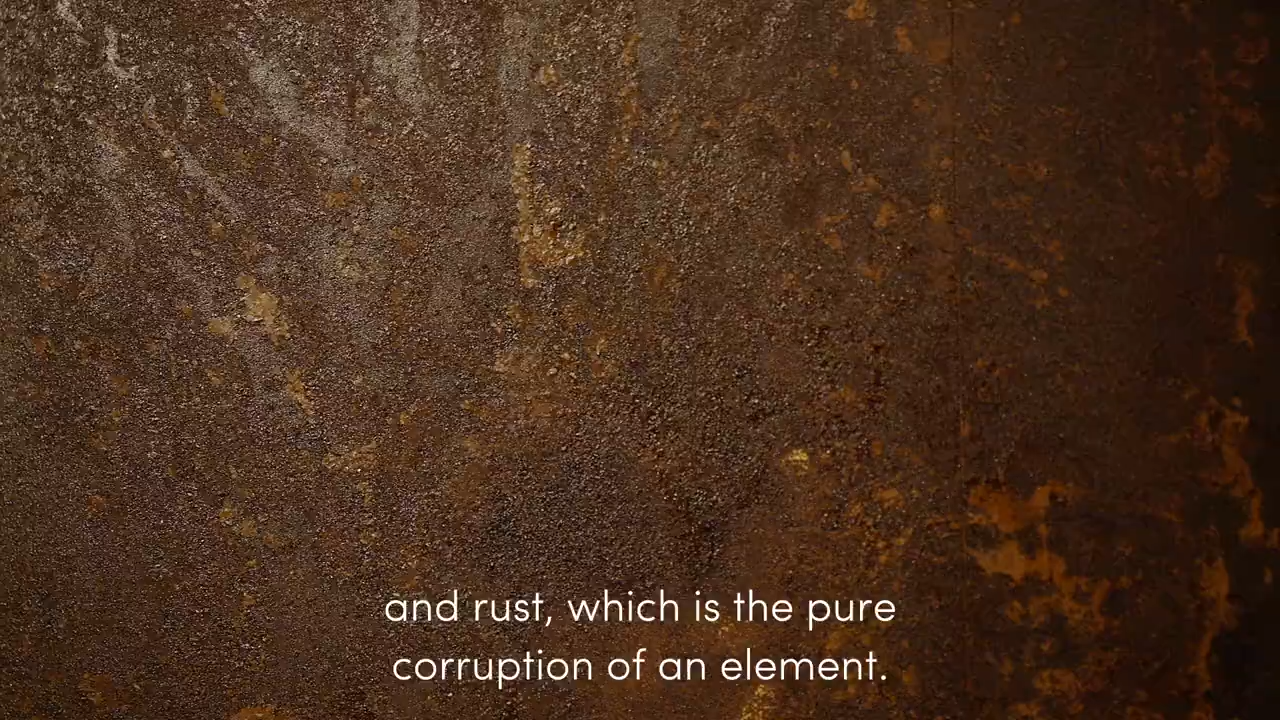 and rust, which is the pure
corruption of an element.